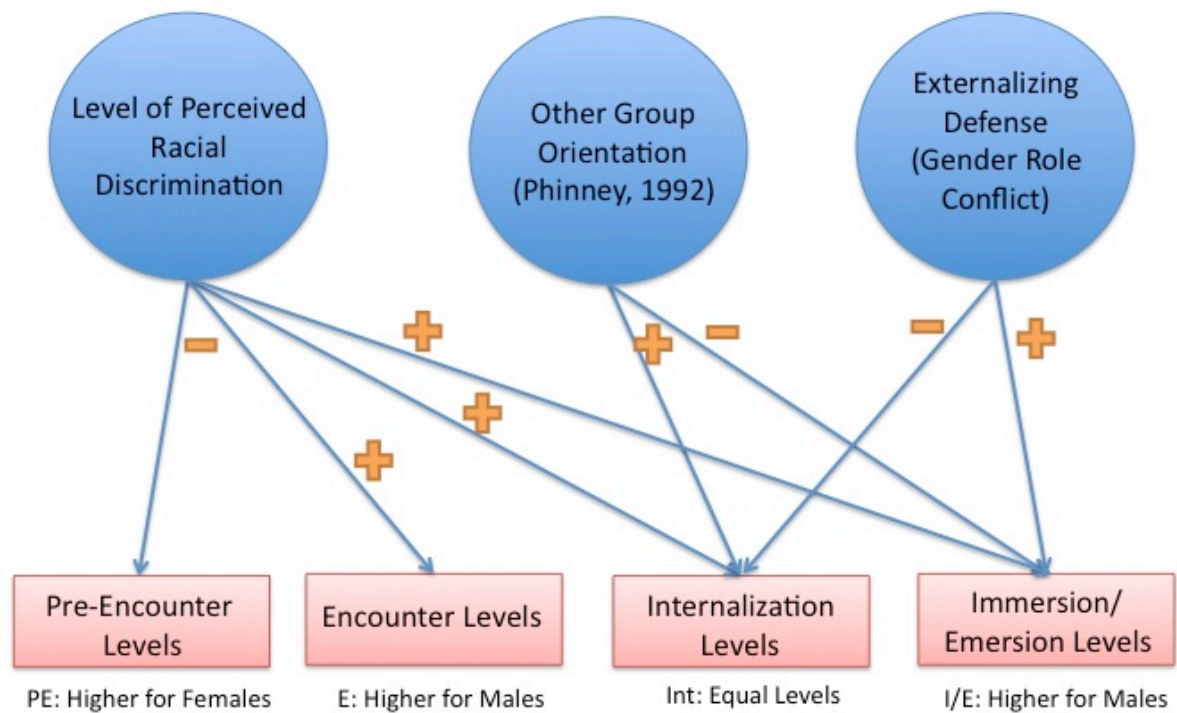 Level of Perceived
Racial
Discrimination
Other Group
Orientation
(Phinney, 1992)
Externalizing
Defense
(Gender Role
Conflict)
Pre-Encounter
Levels
Encounter Levels
Internalization
Levels
Immersion/
Emersion Levels
PE: Higher for Females
E: Higher for Males
Int: Equal Levels
I/E: Higher for Males